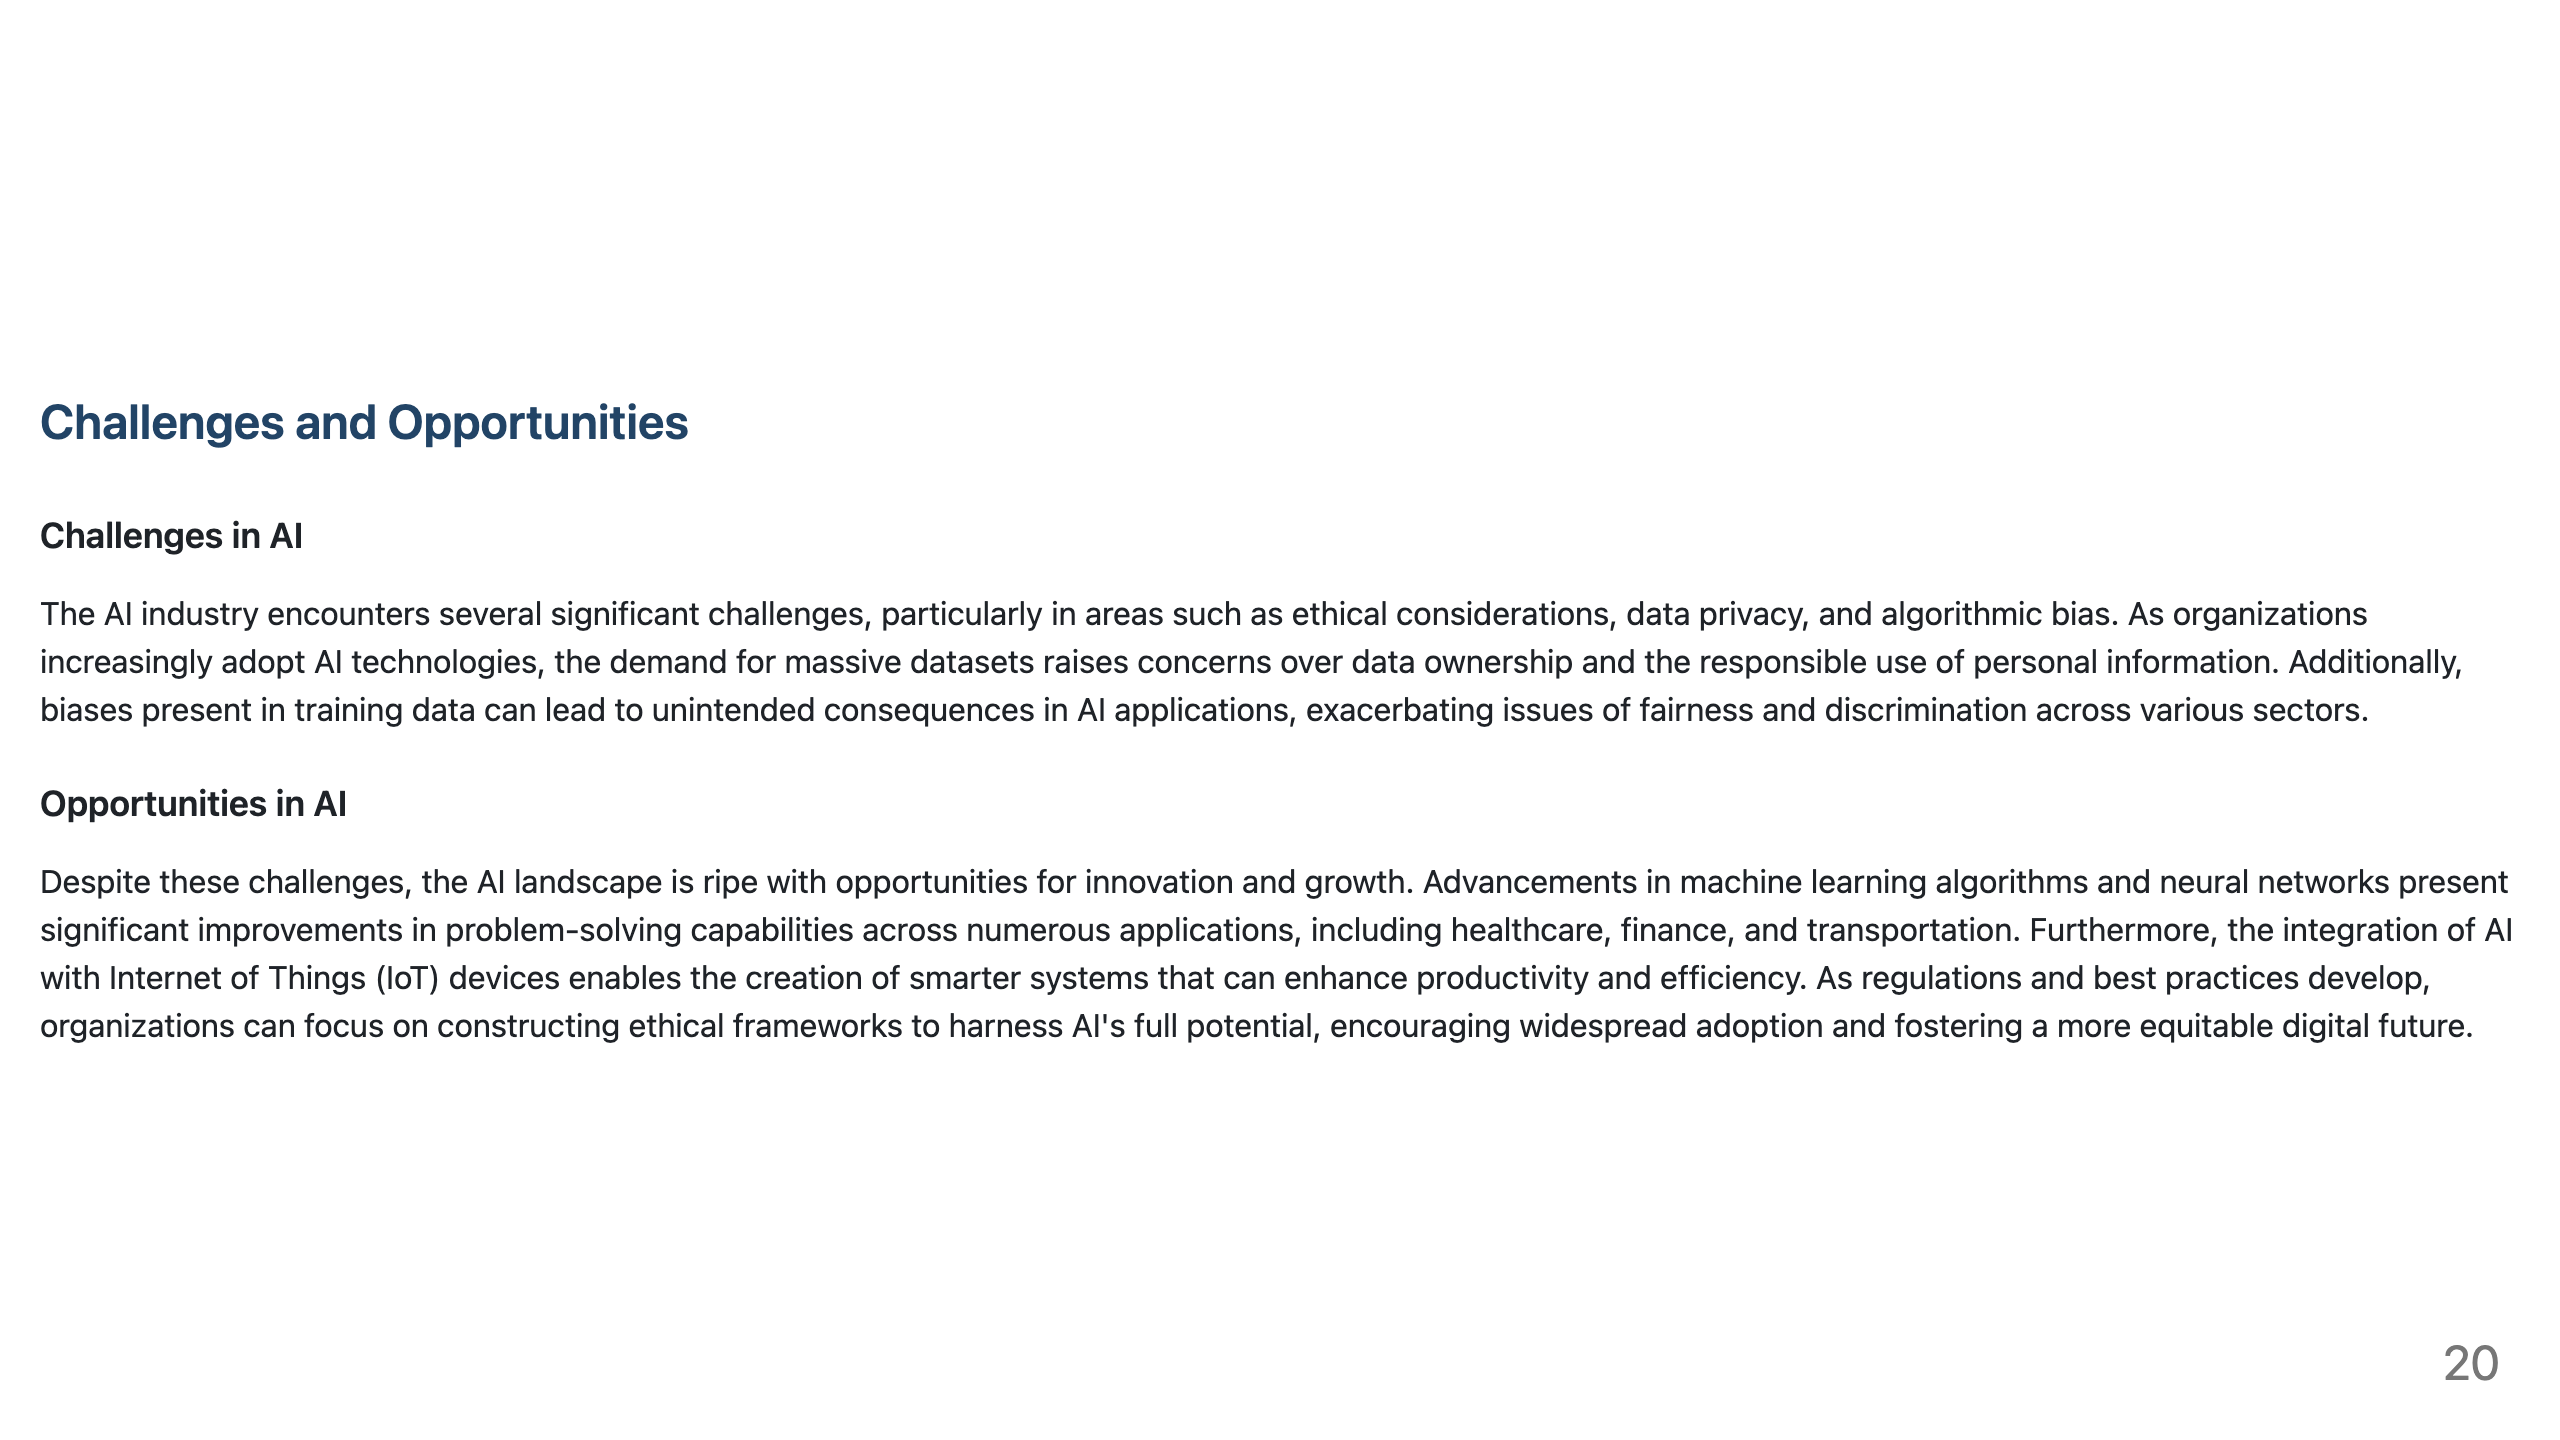 Challenges and Opportunities
Challenges in AI
The AI industry encounters several significant challenges, particularly in areas such as ethical considerations, data privacy, and algorithmic bias. As organizations
increasingly adopt AI technologies, the demand for massive datasets raises concerns over data ownership and the responsible use of personal information. Additionally,
biases present in training data can lead to unintended consequences in AI applications, exacerbating issues of fairness and discrimination across various sectors.
Opportunities in AI
Despite these challenges, the AI landscape is ripe with opportunities for innovation and growth. Advancements in machine learning algorithms and neural networks present
significant improvements in problem-solving capabilities across numerous applications, including healthcare, finance, and transportation. Furthermore, the integration of AI
with Internet of Things (IoT) devices enables the creation of smarter systems that can enhance productivity and efficiency. As regulations and best practices develop,
organizations can focus on constructing ethical frameworks to harness AI's full potential, encouraging widespread adoption and fostering a more equitable digital future.
20